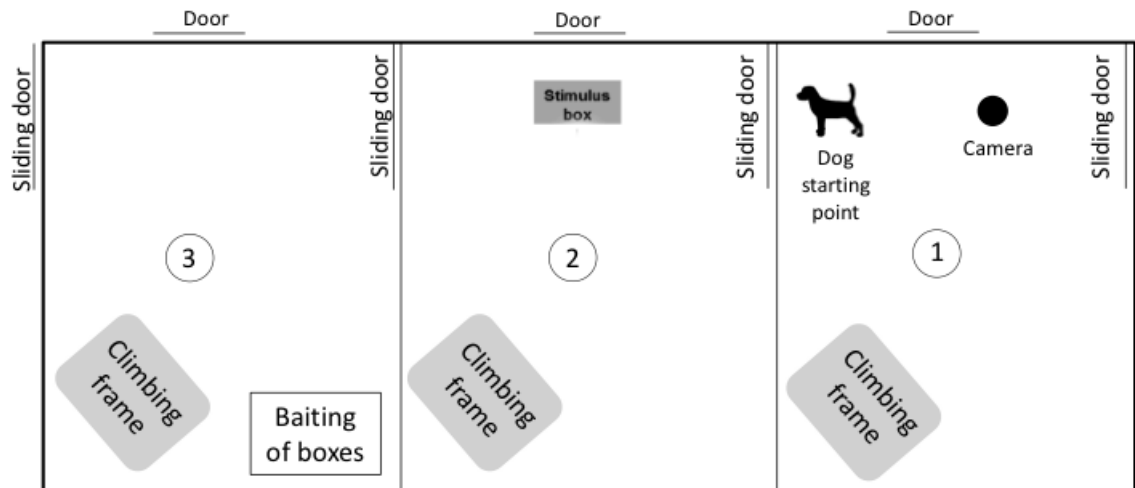 Door
Door
Door
Sliding door
Sliding door
Sliding door
Sliding door
Stimulus
box
Dog
starting
point
Camera
3
2
1
Climbing
frame
Baiting
of boxes
Climbing
frame
Climbing
frame